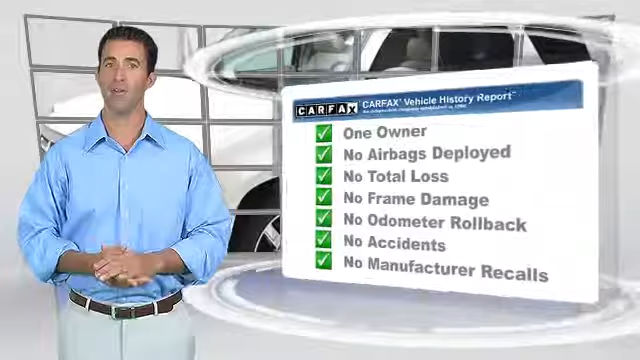 CARFAX CARFAX Vehicle History Report™
One Owner
No Airbags Deployed
No Total Loss
No Frame Damage
No Odometer Rollback
No Accidents
No Manufacturer Recalls